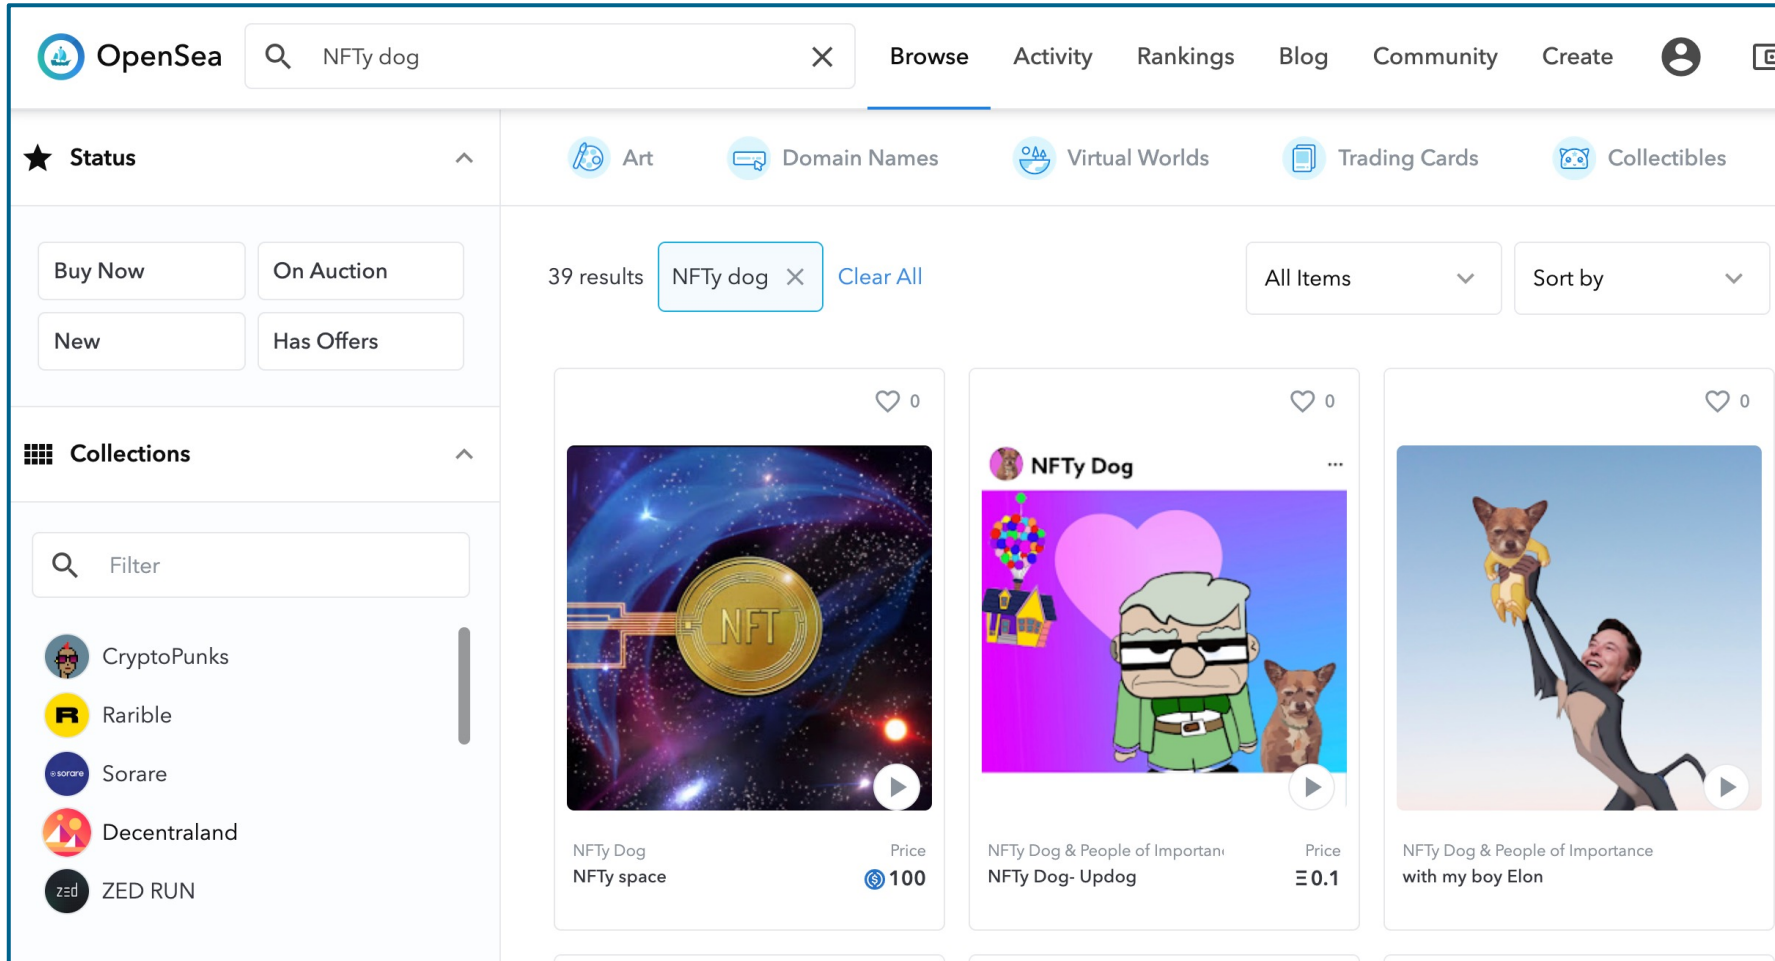 OpenSea
NFTy dog
Browse
Activity
Rankings
Blog
Community
Create
Status
Buy Now
On Auction
New
Has Offers
Collections
Filter
CryptoPunks
Rarible
sorare
Sorare
Decentraland
zed
ZED RUN
Art
Domain Names
Virtual Worlds
Trading Cards
Collectibles
39 results
NFTy dog
Clear All
All Items
Sort by
0
NFT
NFTy Dog
Price
NFTy space
100
0
NFTy Dog
...
NFTy Dog & People of Importan
Price
NFTy Dog- Updog
0.1
0
NFTy Dog & People of Importance
with my boy Elon